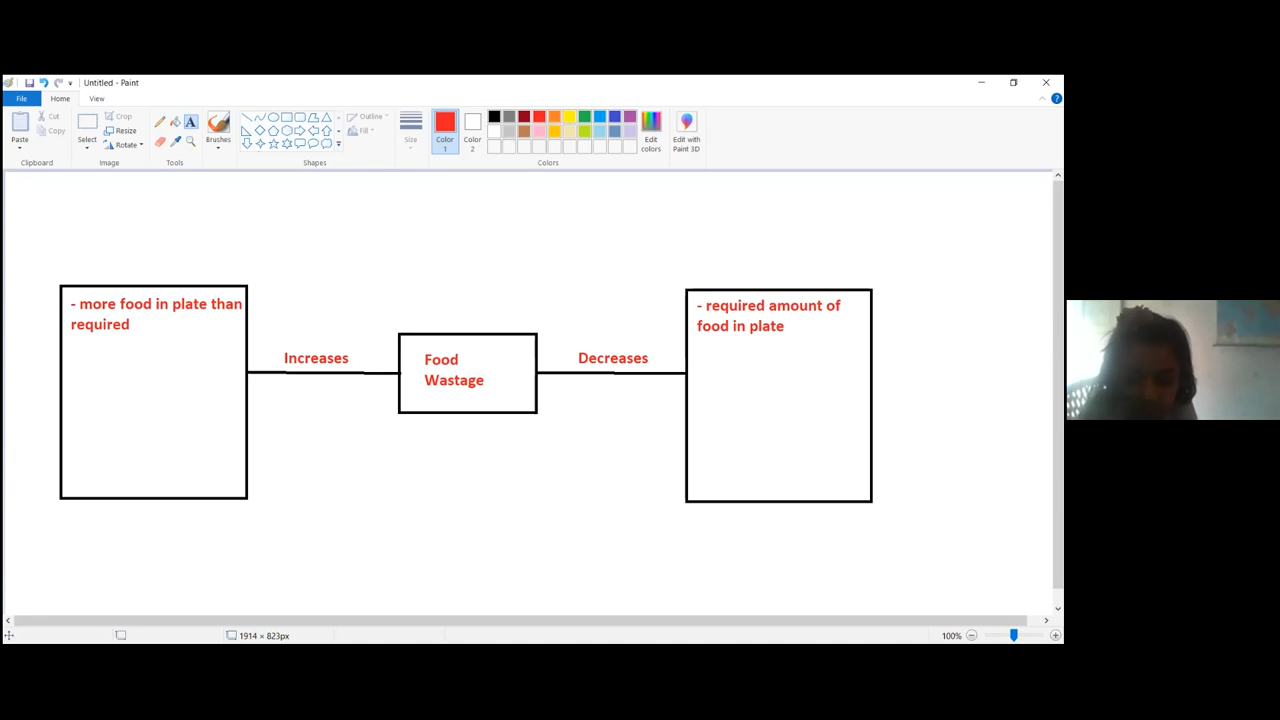 Untitled - Paint
File
Home
View
Paste
Cut
Copy
Clipboard
Select
Crop
Resize
Rotate
Image
Tools
Brushes
Shapes
Outline
Fill
Size
Color
1
Color
2
Edit
colors
Edit with
Paint 3D
Colors
- more food in plate than
required
Increases
Food
Wastage
Decreases
- required amount of
food in plate
1914 × 823px
100%